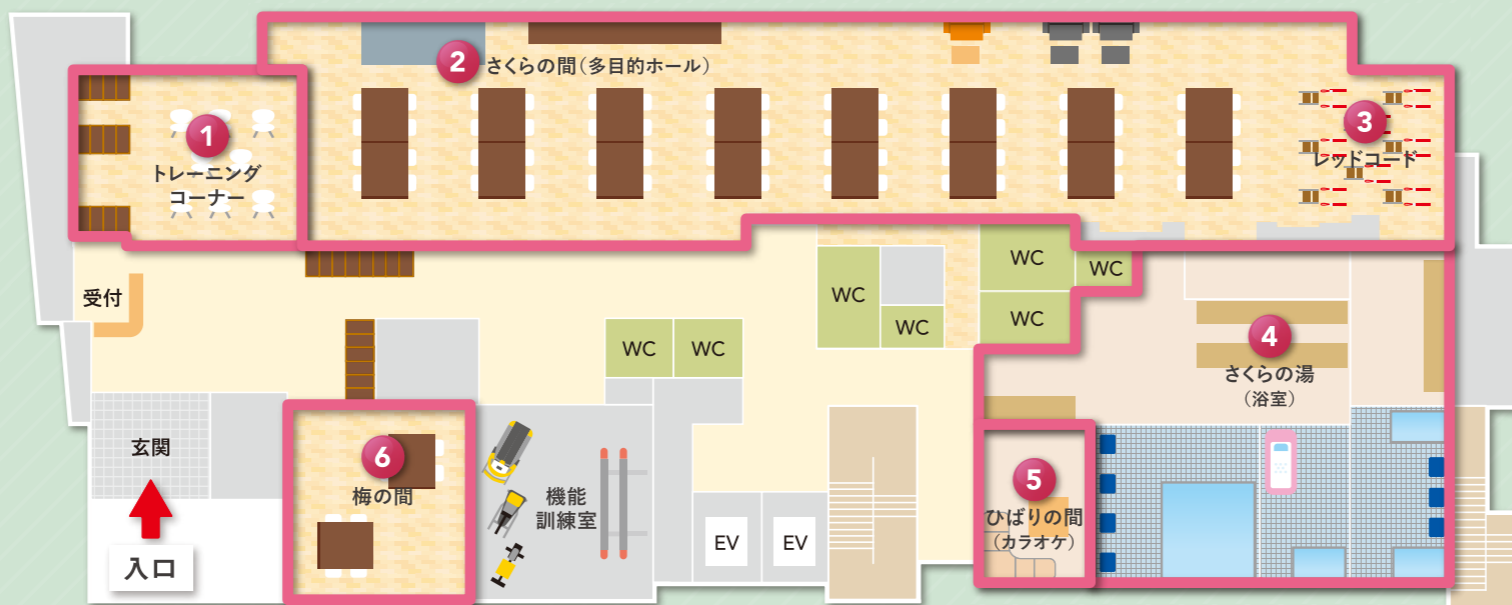 2 さくらの間（多目的ホール）
1
トレーニング
コーナー
3
レッドコード
受付
WC
WC
WC
WC
WC
WC
WC
4
さくらの湯
（浴室）
玄関
入口
6
梅の間
機能
訓練室
EV
EV
5
ひばりの間
（カラオケ）